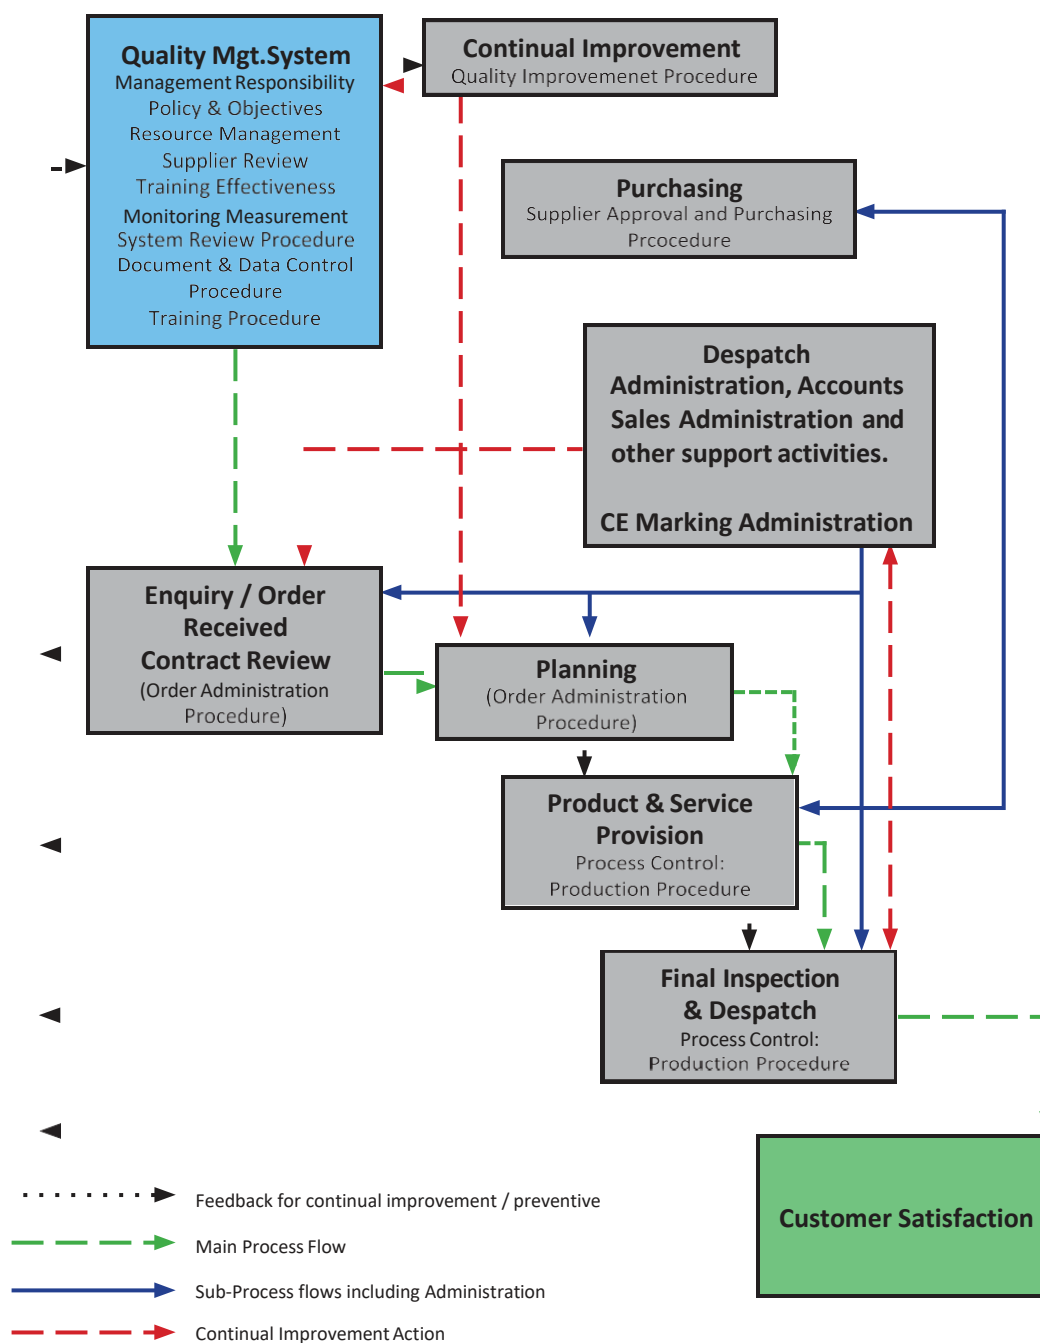 Quality Mgt.System
Management Responsibility
Policy & Objectives
Resource Management
Supplier Review
Training Effectiveness
Monitoring Measurement
System Review Procedure
Document & Data Control
Procedure
Training Procedure
Continual Improvement
Quality Improvemenet Procedure
Purchasing
Supplier Approval and Purchasing
Prcocedure
Despatch
Administration, Accounts
Sales Administration and
other support activities.
CE Marking Administration
Enquiry / Order
Received
Contract Review
(Order Administration
Procedure)
Planning
(Order Administration
Procedure)
Product & Service
Provision
Process Control:
Production Procedure
Final Inspection
& Despatch
Process Control:
Production Procedure
Customer Satisfaction
Feedback for continual improvement / preventive
Main Process Flow
Sub-Process flows including Administration
Continual Improvement Action